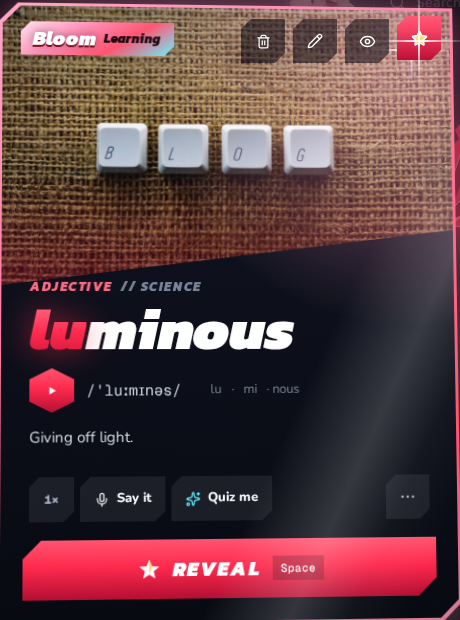 Search
Bloom Learning
B L O G
ADJECTIVE // SCIENCE
luminous
/ˈluːmɪnəs/ lu · mi · nous
Giving off light.
1× Say it Quiz me ...
REVEAL Space